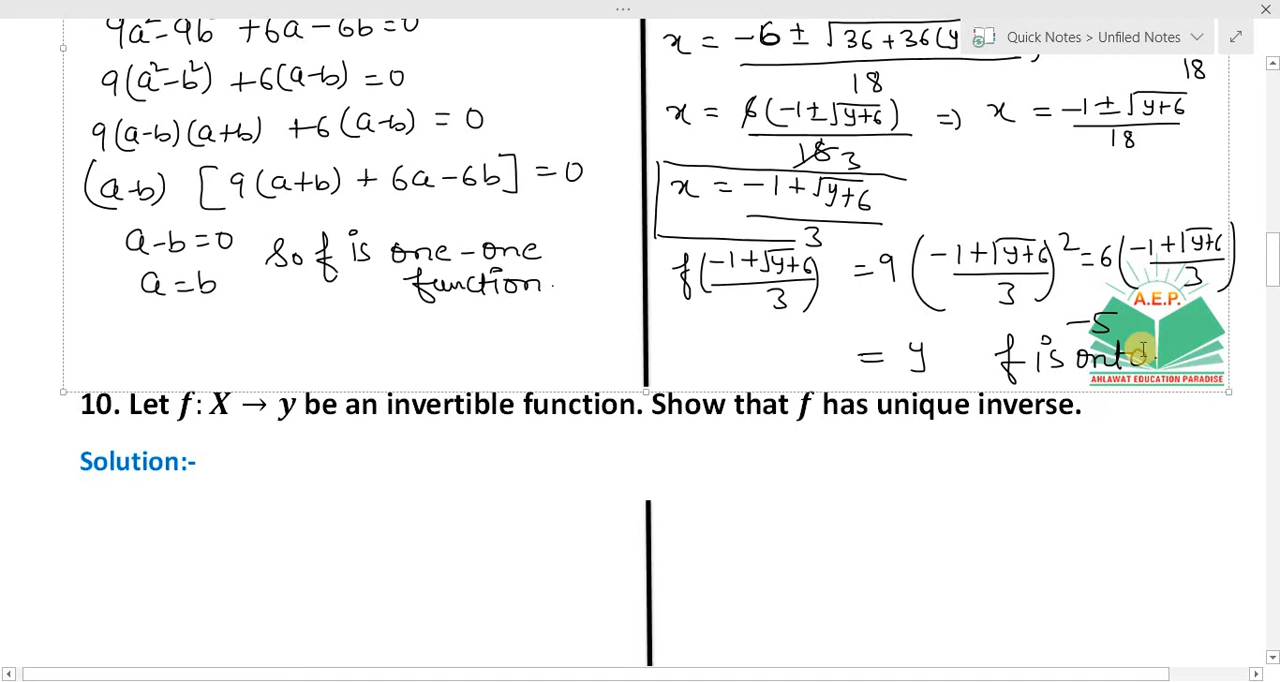 Quick Notes > Unfiled Notes
9a² - 9b² + 6a - 6b = 0
9(a² - b²) + 6(a-b) = 0
9(a-b)(a+b) + 6(a-b) = 0
(a-b) [9(a+b) + 6a - 6b] = 0
a-b = 0 So f is one-one
a = b function.
x = -6 ± √36 + 36(y
18
18
x = 6(-1 ± √y+6) / 18 3 => x = -1 ± √y+6 / 18
x = -1 + √y+6 / 3
f(-1 + √y+6 / 3) = 9 (-1 + √y+6 / 3)² = 6 (-1 + √y+6 / 3)
-5
= y f is onto.
A.E.P.
AHLAWAT EDUCATION PARADISE
10. Let f: X → y be an invertible function. Show that f has unique inverse.
Solution:-